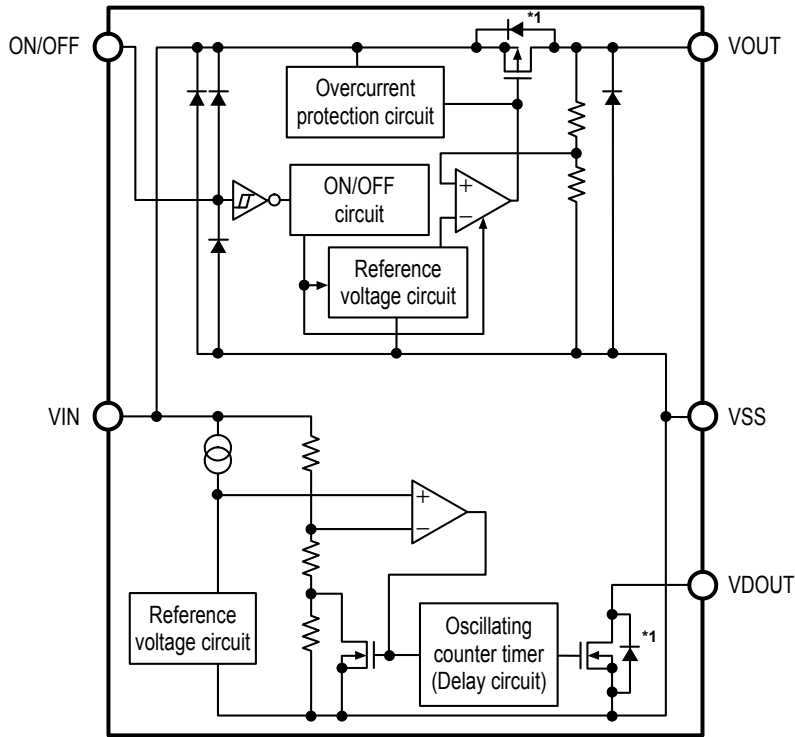 *1
ON/OFF
VOUT
Overcurrent
protection circuit
+
−
ON/OFF
circuit
Reference
voltage circuit
VIN
VSS
+
−
VDOUT
Reference
voltage circuit
Oscillating
counter timer
(Delay circuit)
*1